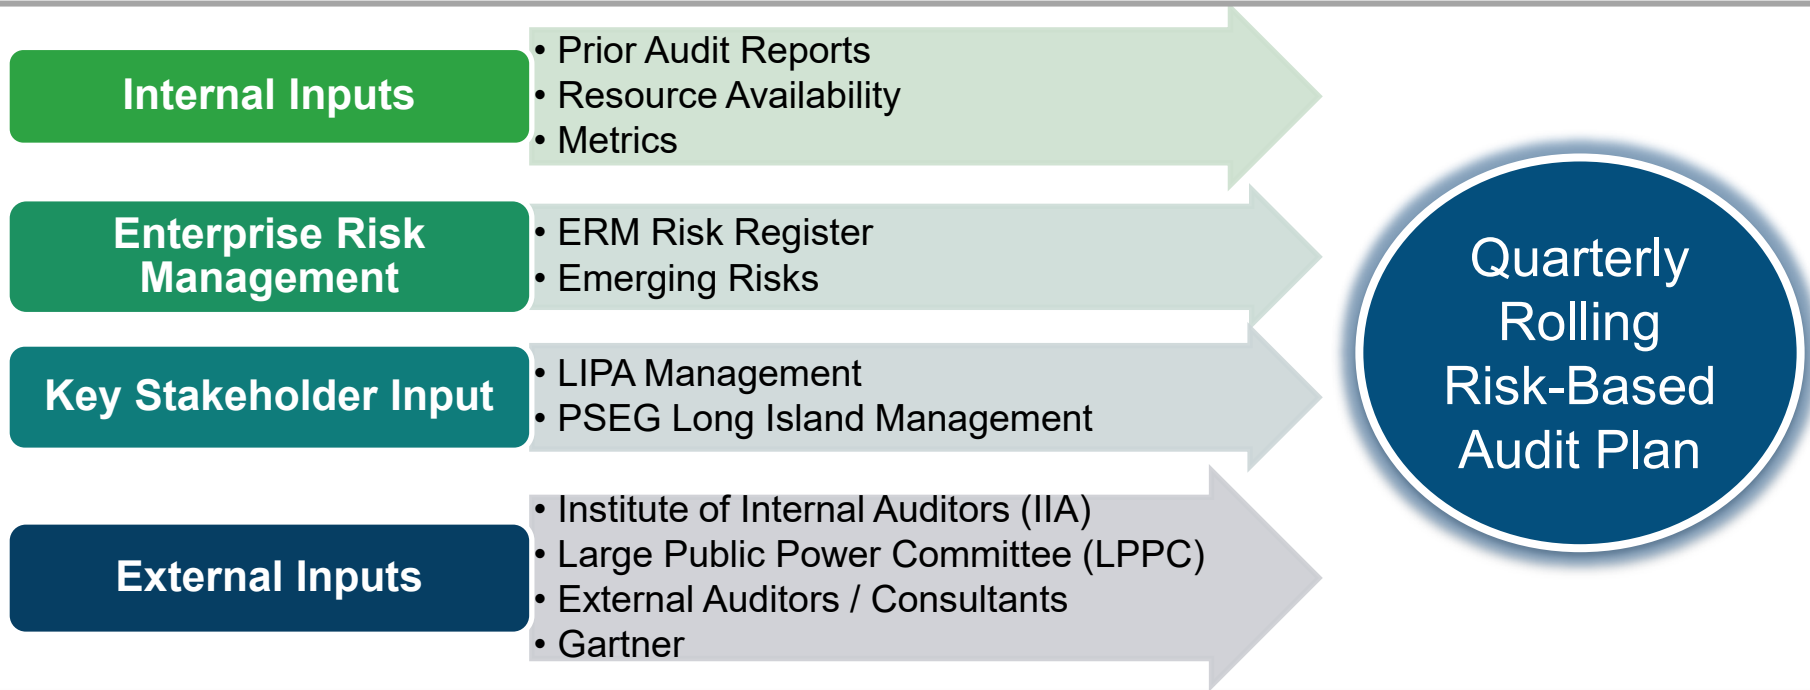 Internal Inputs
• Prior Audit Reports
• Resource Availability
• Metrics
Enterprise Risk
Management
• ERM Risk Register
• Emerging Risks
Key Stakeholder Input
• LIPA Management
• PSEG Long Island Management
External Inputs
• Institute of Internal Auditors (IIA)
• Large Public Power Committee (LPPC)
• External Auditors / Consultants
• Gartner
Quarterly
Rolling
Risk-Based
Audit Plan